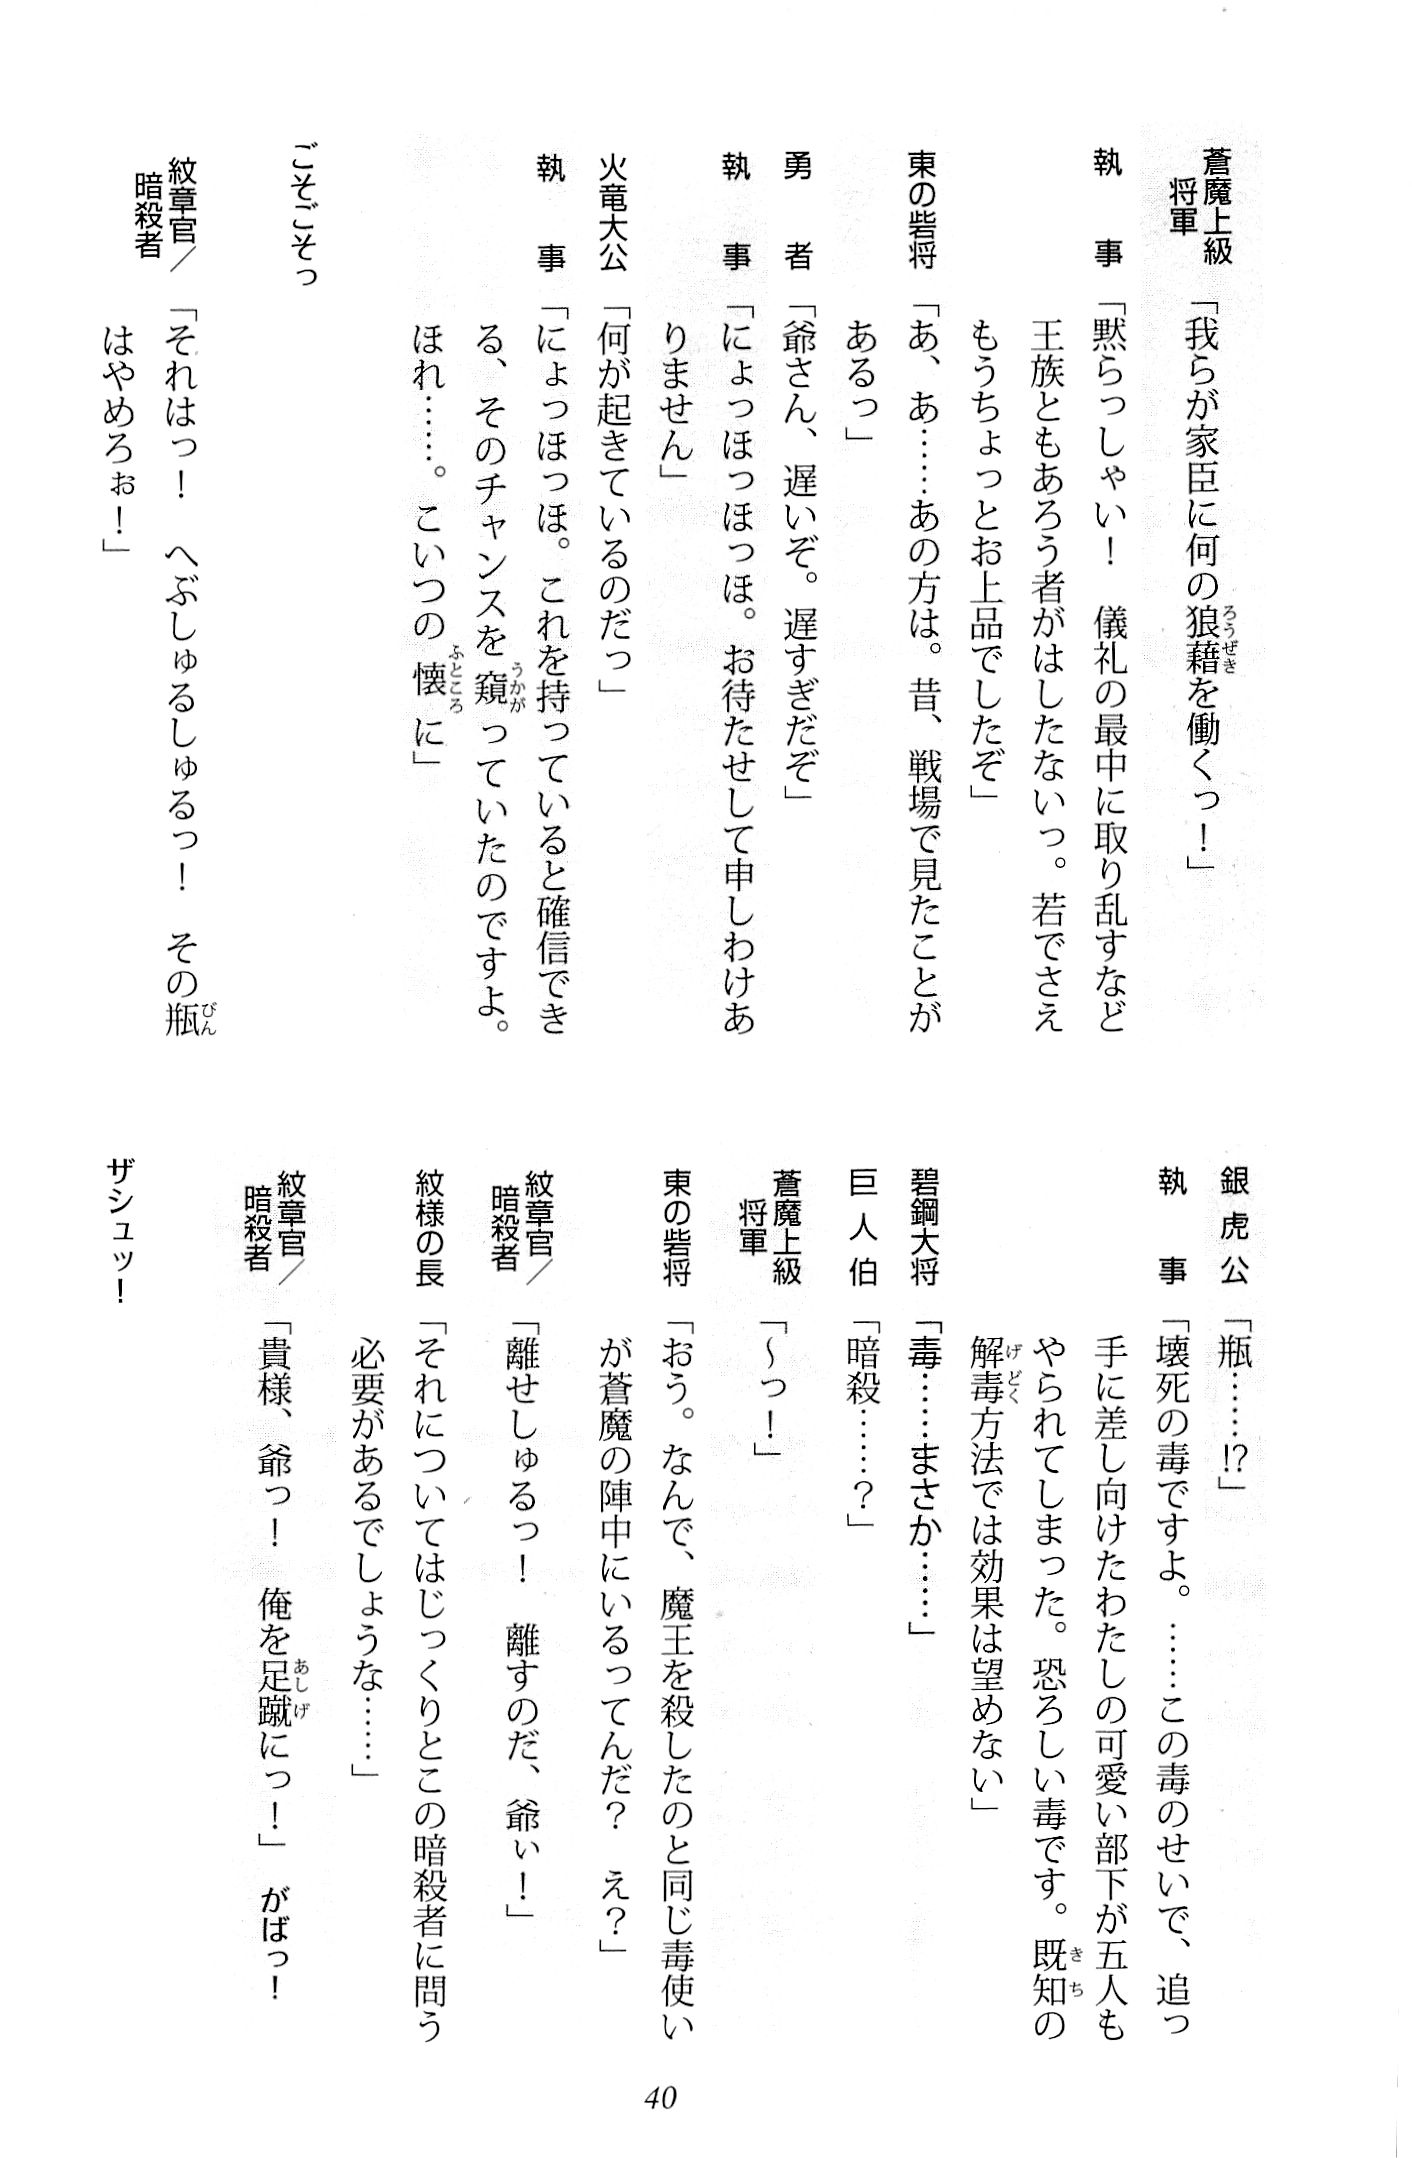 蒼魔上級
将軍「我らが家臣に何の狼藉を働くっ！」
執事「黙らっしゃい！　儀礼の最中に取り乱すなど
王族ともあろう者がはしたないっ。若でさえ
もうちょっとお上品でしたぞ」
東の砦将「あ、あ……あの方は。昔、戦場で見たことが
あるっ」
勇者「爺さん、遅いぞ。遅すぎだぞ」
執事「にょっほっほっほ。お待たせして申しわけあ
りません」
火竜大公「何が起きているのだっ」
執事「にょっほっほ。これを持っていると確信でき
る、そのチャンスを窺っていたのですよ。
ほれ……。こいつの懐に」
ごそごそっ
紋章官／
暗殺者「それはっ！　へぶしゅるしゅるっ！　その瓶
はやめろぉ！」
銀虎公「瓶……!?」
執事「壊死の毒ですよ。……この毒のせいで、追っ
手に差し向けたわたしの可愛い部下が五人も
やられてしまった。恐ろしい毒です。既知の
解毒方法では効果は望めない」
碧鋼大将「毒……まさか……」
巨人伯「暗殺……？」
蒼魔上級
将軍「～っ！」
東の砦将「おう。なんで、魔王を殺したのと同じ毒使い
が蒼魔の陣中にいるってんだ？　え？」
紋章官／
暗殺者「離せしゅるっ！　離すのだ、爺ぃ！」
紋様の長「それについてはじっくりとこの暗殺者に問う
必要があるでしょうな……」
紋章官／
暗殺者「貴様、爺っ！　俺を足蹴にっ！」　がばっ！
ザシュッ！
40